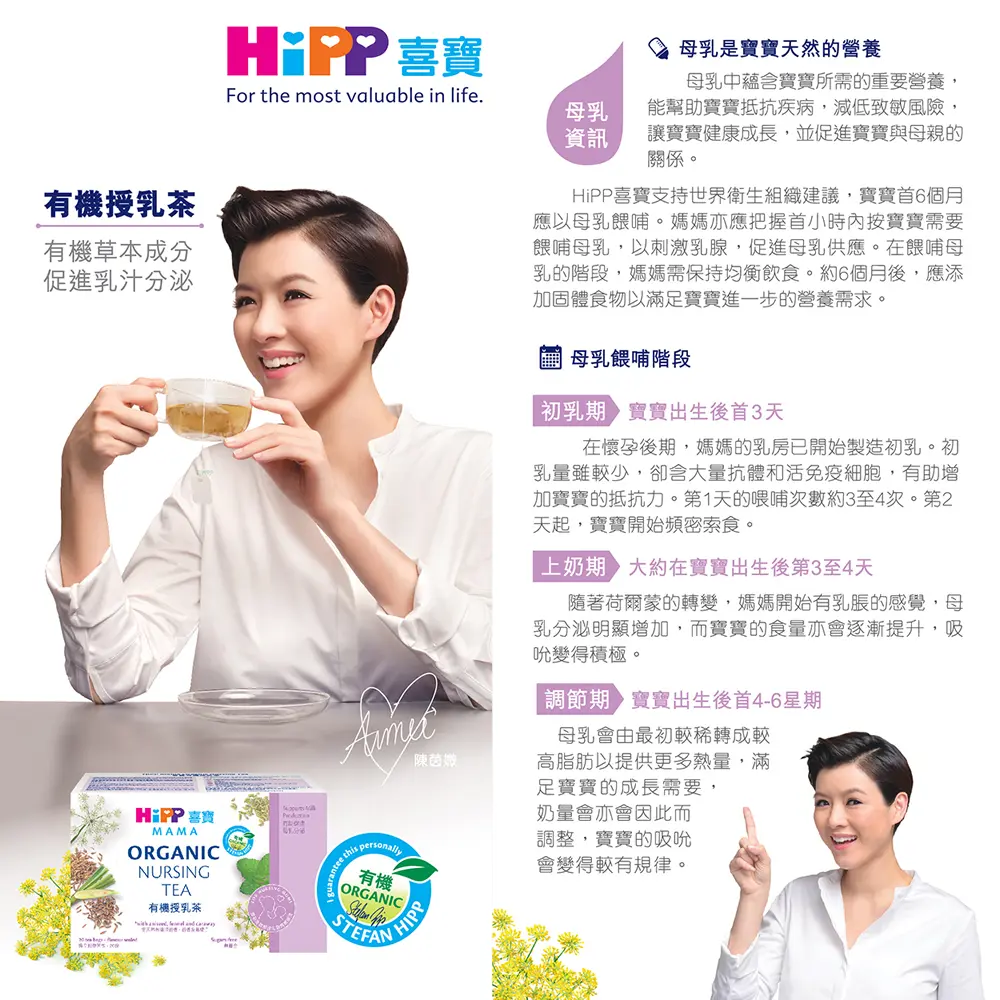 HiPP 喜寶
For the most valuable in life.
有機授乳茶
有機草本成分
促進乳汁分泌
Aimee
HiPP 喜寶
MAMA
ORGANIC
NURSING
TEA
有機授乳茶
*with aniseed, fennel and caraway
Sugars free
Supports Milk
Production
I guarantee this personally
有機
ORGANIC
Stefan Hipp
STEFAN HIPP
母乳
資訊
母乳是寶寶天然的營養
母乳中蘊含寶寶所需的重要營養，
能幫助寶寶抵抗疾病，減低致敏風險，
讓寶寶健康成長，並促進寶寶與母親的
關係。
HiPP喜寶支持世界衛生組織建議，寶寶首6個月
應以母乳餵哺。媽媽亦應把握首小時內按寶寶需要
餵哺母乳，以刺激乳腺，促進母乳供應。在餵哺母
乳的階段，媽媽需保持均衡飲食。約6個月後，應添
加固體食物以滿足寶寶進一步的營養需求。
母乳餵哺階段
初乳期 寶寶出生後首3天
在懷孕後期，媽媽的乳房已開始製造初乳。初
乳量雖較少，卻含大量抗體和活免疫細胞，有助增
加寶寶的抵抗力。第1天的喂哺次數約3至4次。第2
天起，寶寶開始頻密索食。
上奶期 大約在寶寶出生後第3至4天
隨著荷爾蒙的轉變，媽媽開始有乳脹的感覺，母
乳分泌明顯增加，而寶寶的食量亦會逐漸提升，吸
吮變得積極。
調節期 寶寶出生後首4-6星期
母乳會由最初較稀轉成較
高脂肪以提供更多熱量，滿
足寶寶的成長需要，
奶量會亦會因此而
調整，寶寶的吸吮
會變得較有規律。